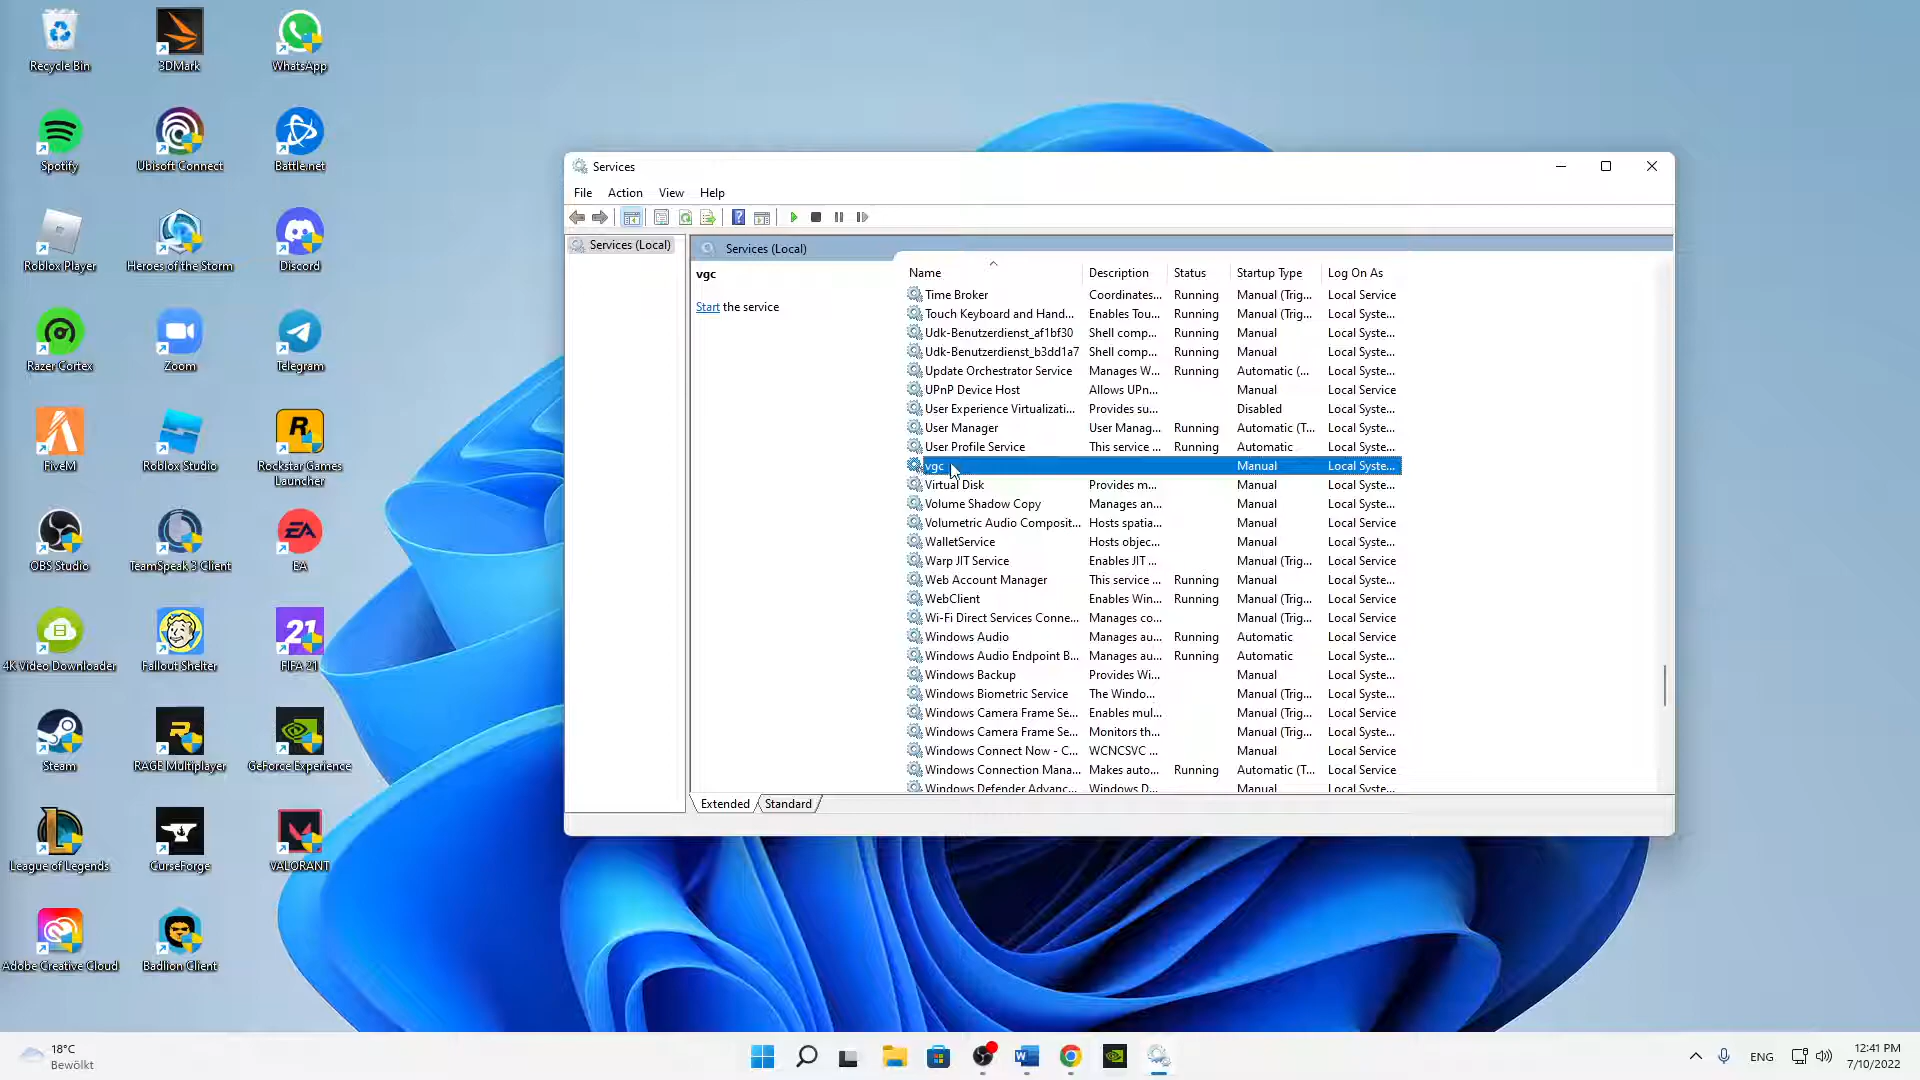 Recycle Bin
3DMark
WhatsApp
Spotify
Ubisoft Connect
Battle.net
Roblox Player
Heroes of the Storm
Discord
Razer Cortex
Zoom
Telegram
FiveM
Roblox Studio
Rockstar Games
Launcher
OBS Studio
TeamSpeak 3 Client
EA
4K Video Downloader
Fallout Shelter
FIFA 21
Steam
RAGE Multiplayer
GeForce Experience
League of Legends
CurseForge
VALORANT
Adobe Creative Cloud
Badlion Client
Services
File Action View Help
Services (Local)
Services (Local)
vgc
Start the service
Name Description Status Startup Type Log On As
Time Broker Coordinates... Running Manual (Trig... Local Service
Touch Keyboard and Hand... Enables Tou... Running Manual (Trig... Local Syste...
Udk-Benutzerdienst_af1bf30 Shell comp... Running Manual Local Syste...
Udk-Benutzerdienst_b3dd1a7 Shell comp... Running Manual Local Syste...
Update Orchestrator Service Manages W... Running Automatic (... Local Syste...
UPnP Device Host Allows UPn... Manual Local Service
User Experience Virtualizati... Provides su... Disabled Local Syste...
User Manager User Manag... Running Automatic (T... Local Syste...
User Profile Service This service ... Running Automatic Local Syste...
vgc Manual Local Syste...
Virtual Disk Provides m... Manual Local Syste...
Volume Shadow Copy Manages an... Manual Local Syste...
Volumetric Audio Composit... Hosts spatia... Manual Local Service
WalletService Hosts objec... Manual Local Syste...
Warp JIT Service Enables JIT ... Manual (Trig... Local Service
Web Account Manager This service ... Running Manual Local Syste...
WebClient Enables Win... Running Manual (Trig... Local Service
Wi-Fi Direct Services Conne... Manages co... Manual (Trig... Local Syste...
Windows Audio Manages au... Running Automatic Local Service
Windows Audio Endpoint B... Manages au... Running Automatic Local Syste...
Windows Backup Provides Wi... Manual Local Syste...
Windows Biometric Service The Windo... Manual (Trig... Local Syste...
Windows Camera Frame Se... Enables mul... Manual (Trig... Local Service
Windows Camera Frame Se... Monitors th... Manual (Trig... Local Syste...
Windows Connect Now - C... WCNCSVC ... Manual Local Service
Windows Connection Mana... Makes auto... Running Automatic (T... Local Service
Windows Defender Advanc... Windows D... Manual Local Syste...
Extended Standard
18°C
Bewölkt
ENG
12:41 PM
7/10/2022